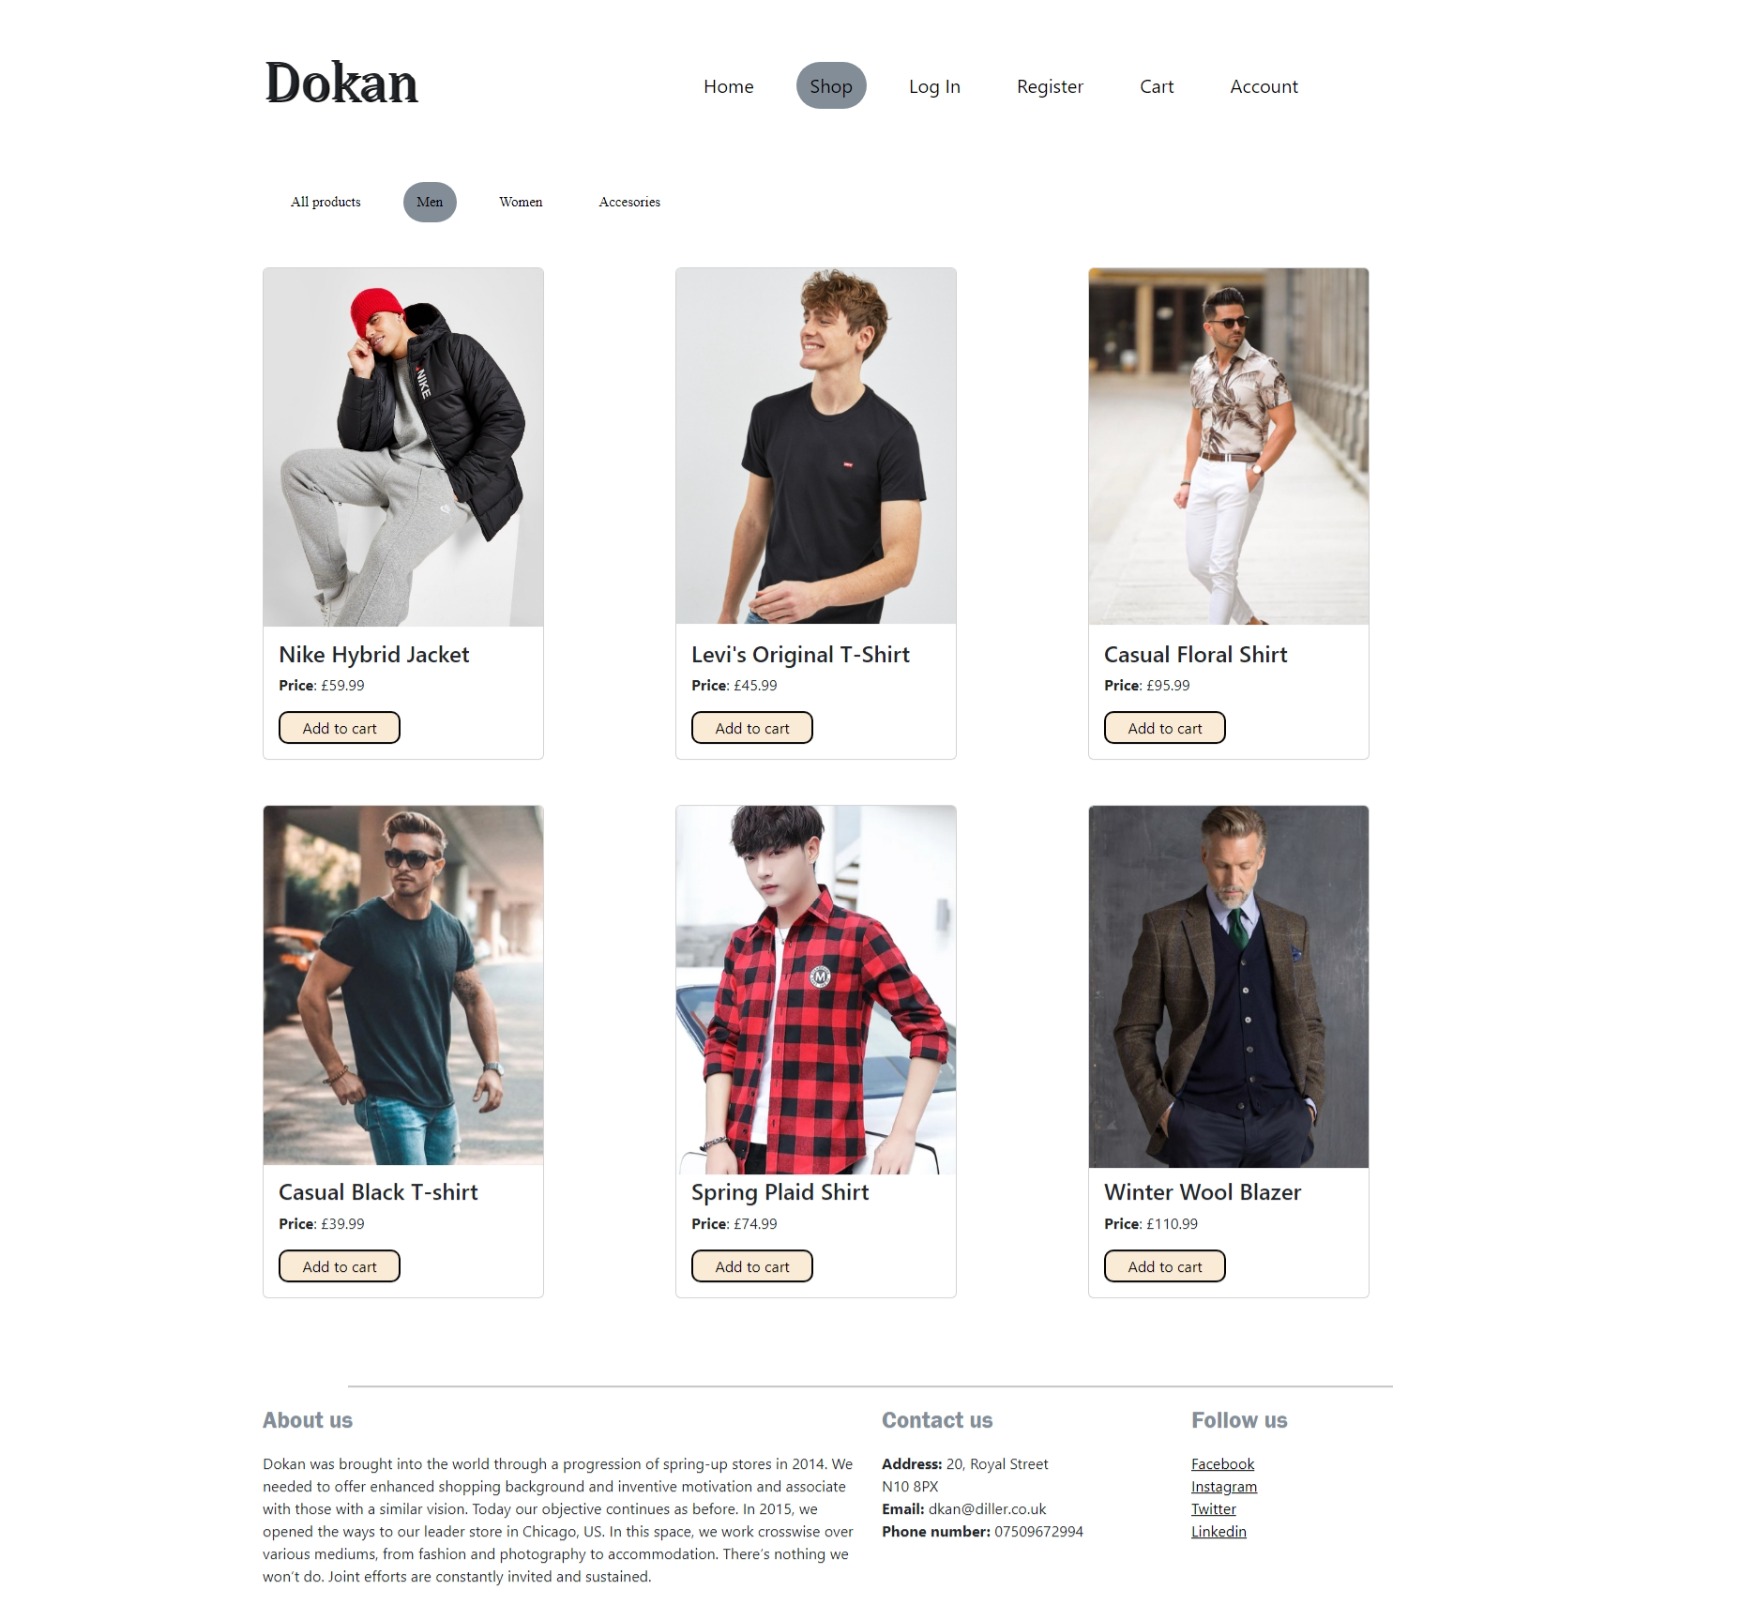 Dokan
Home Shop Log In Register Cart Account
All products Men Women Accesories
NIKE
Nike Hybrid Jacket
Price: £59.99
Add to cart
Levi's Original T-Shirt
Price: £45.99
Add to cart
Casual Floral Shirt
Price: £95.99
Add to cart
M
Casual Black T-shirt
Price: £39.99
Add to cart
Spring Plaid Shirt
Price: £74.99
Add to cart
Winter Wool Blazer
Price: £110.99
Add to cart
About us
Dokan was brought into the world through a progression of spring-up stores in 2014. We
needed to offer enhanced shopping background and inventive motivation and associate
with those with a similar vision. Today our objective continues as before. In 2015, we
opened the ways to our leader store in Chicago, US. In this space, we work crosswise over
various mediums, from fashion and photography to accommodation. There's nothing we
won't do. Joint efforts are constantly invited and sustained.
Contact us
Address: 20, Royal Street
N10 8PX
Email: dkan@diller.co.uk
Phone number: 07509672994
Follow us
Facebook
Instagram
Twitter
Linkedin